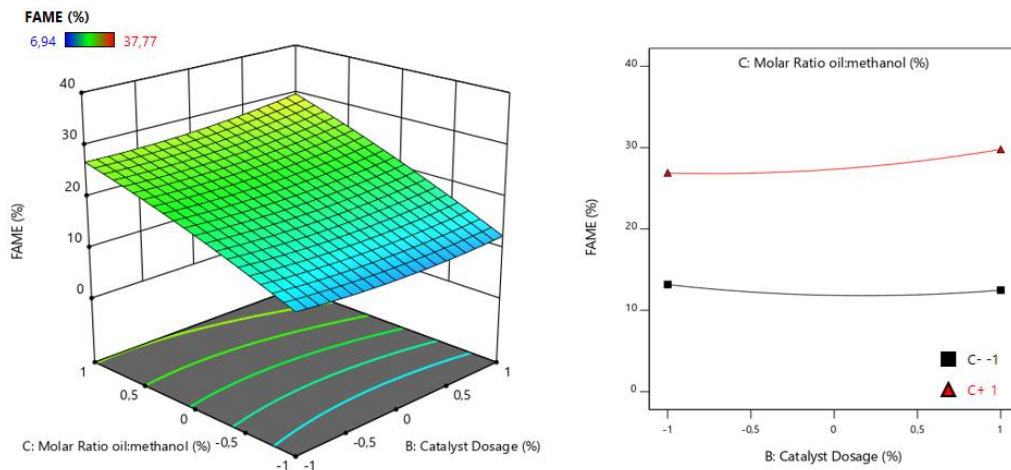 FAME (%)
6,94 37,77
40
30
20
10
0
FAME (%)
1
0,5
0
-0,5
-1
C: Molar Ratio oil:methanol (%)
-1
-0,5
0
0,5
1
B: Catalyst Dosage (%)
C: Molar Ratio oil:methanol (%)
40
30
20
10
0
FAME (%)
C- -1
C+ 1
-1 -0,5 0 0,5 1
B: Catalyst Dosage (%)